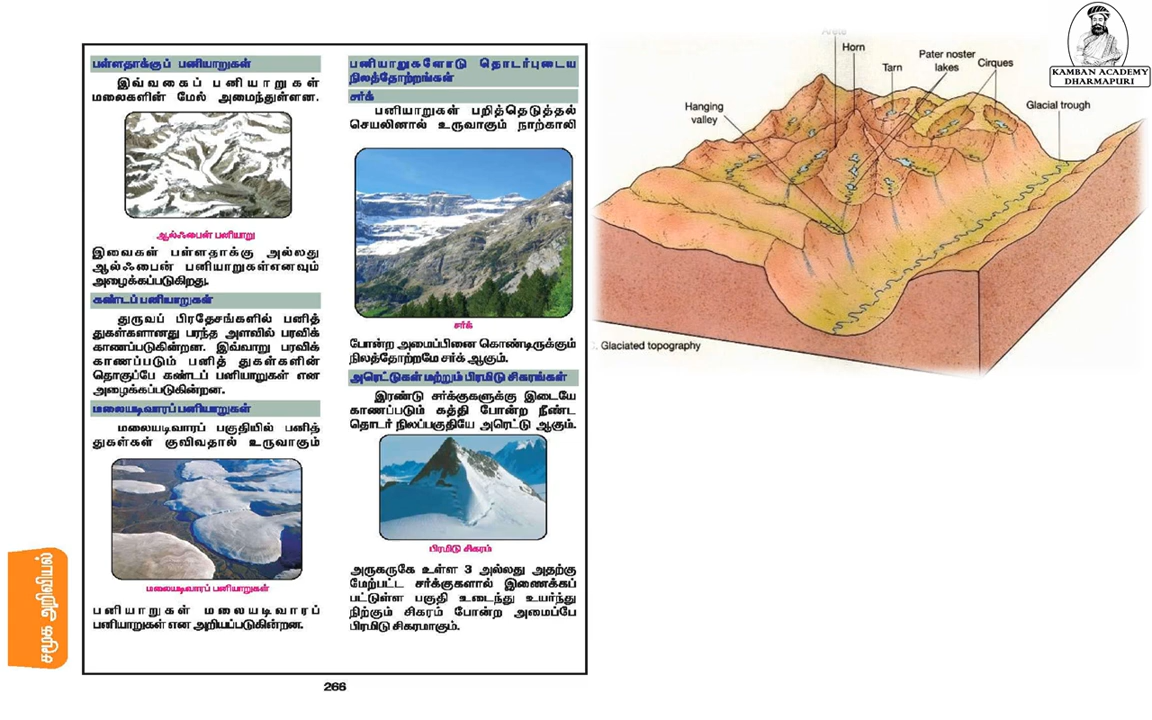 பள்ளதாக்குப் பனியாறுகள்
இவ்வகைப் பனியாறுகள்
மலைகளின் மேல் அமைந்துள்ளன.
ஆல்ஃபைன் பனியாறு
இவைகள் பள்ளதாக்கு அல்லது
ஆல்ஃபைன் பனியாறுகள்எனவும்
அழைக்கப்படுகிறது.
கண்டப் பனியாறுகள்
துருவப் பிரதேசங்களில் பனித்
துகள்களானது பரந்த அளவில் பரவிக்
காணப்படுகின்றன. இவ்வாறு பரவிக்
காணப்படும் பனித் துகள்களின்
தொகுப்பே கண்டப் பனியாறுகள் என
அழைக்கப்படுகின்றன.
மலையடிவாரப் பனியாறுகள்
மலையடிவாரப் பகுதியில் பனித்
துகள்கள் குவிவதால் உருவாகும்
மலையடிவாரப் பனியாறுகள்
பனியாறுகள் மலையடிவாரப்
பனியாறுகள் என அறியப்படுகின்றன.
பனியாறுகளோடு தொடர்புடைய
நிலத்தோற்றங்கள்
சர்க்
பனியாறுகள் பறித்தெடுத்தல்
செயலினால் உருவாகும் நாற்காலி
சர்க்
போன்ற அமைப்பினை கொண்டிருக்கும்
நிலத்தோற்றமே சர்க் ஆகும்.
அரெட்டுகள் மற்றும் பிரமிடு சிகரங்கள்
இரண்டு சர்க்குகளுக்கு இடையே
காணப்படும் கத்தி போன்ற நீண்ட
தொடர் நிலப்பகுதியே அரெட்டு ஆகும்.
பிரமிடு சிகரம்
அருகருகே உள்ள 3 அல்லது அதற்கு
மேற்பட்ட சர்க்குகளால் இணைக்கப்
பட்டுள்ள பகுதி உடைந்து உயர்ந்து
நிற்கும் சிகரம் போன்ற அமைப்பே
பிரமிடு சிகரமாகும்.
சமூக அறிவியல்
266
Arete
Horn
Tarn
Pater noster
lakes
Cirques
Hanging
valley
Glacial trough
Glaciated topography
KAMBAN ACADEMY
DHARMAPURI